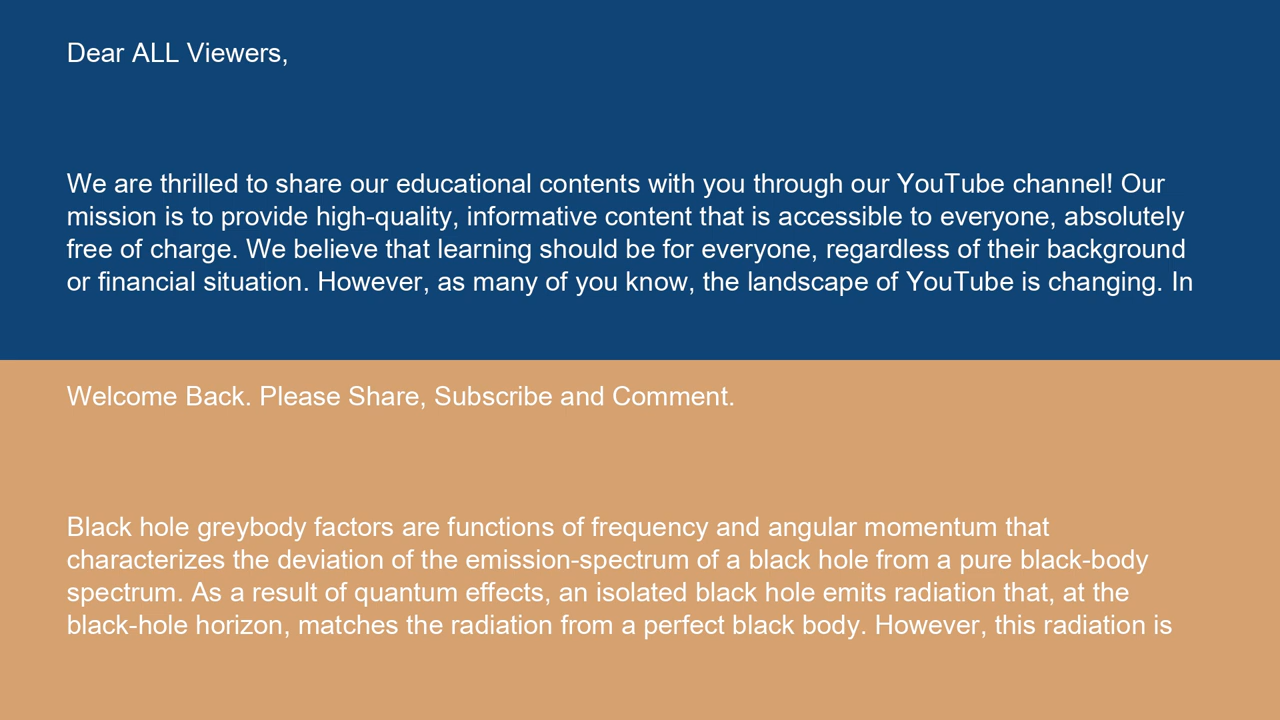 Dear ALL Viewers,
We are thrilled to share our educational contents with you through our YouTube channel! Our
mission is to provide high-quality, informative content that is accessible to everyone, absolutely
free of charge. We believe that learning should be for everyone, regardless of their background
or financial situation. However, as many of you know, the landscape of YouTube is changing. In
Welcome Back. Please Share, Subscribe and Comment.
Black hole greybody factors are functions of frequency and angular momentum that
characterizes the deviation of the emission-spectrum of a black hole from a pure black-body
spectrum. As a result of quantum effects, an isolated black hole emits radiation that, at the
black-hole horizon, matches the radiation from a perfect black body. However, this radiation is